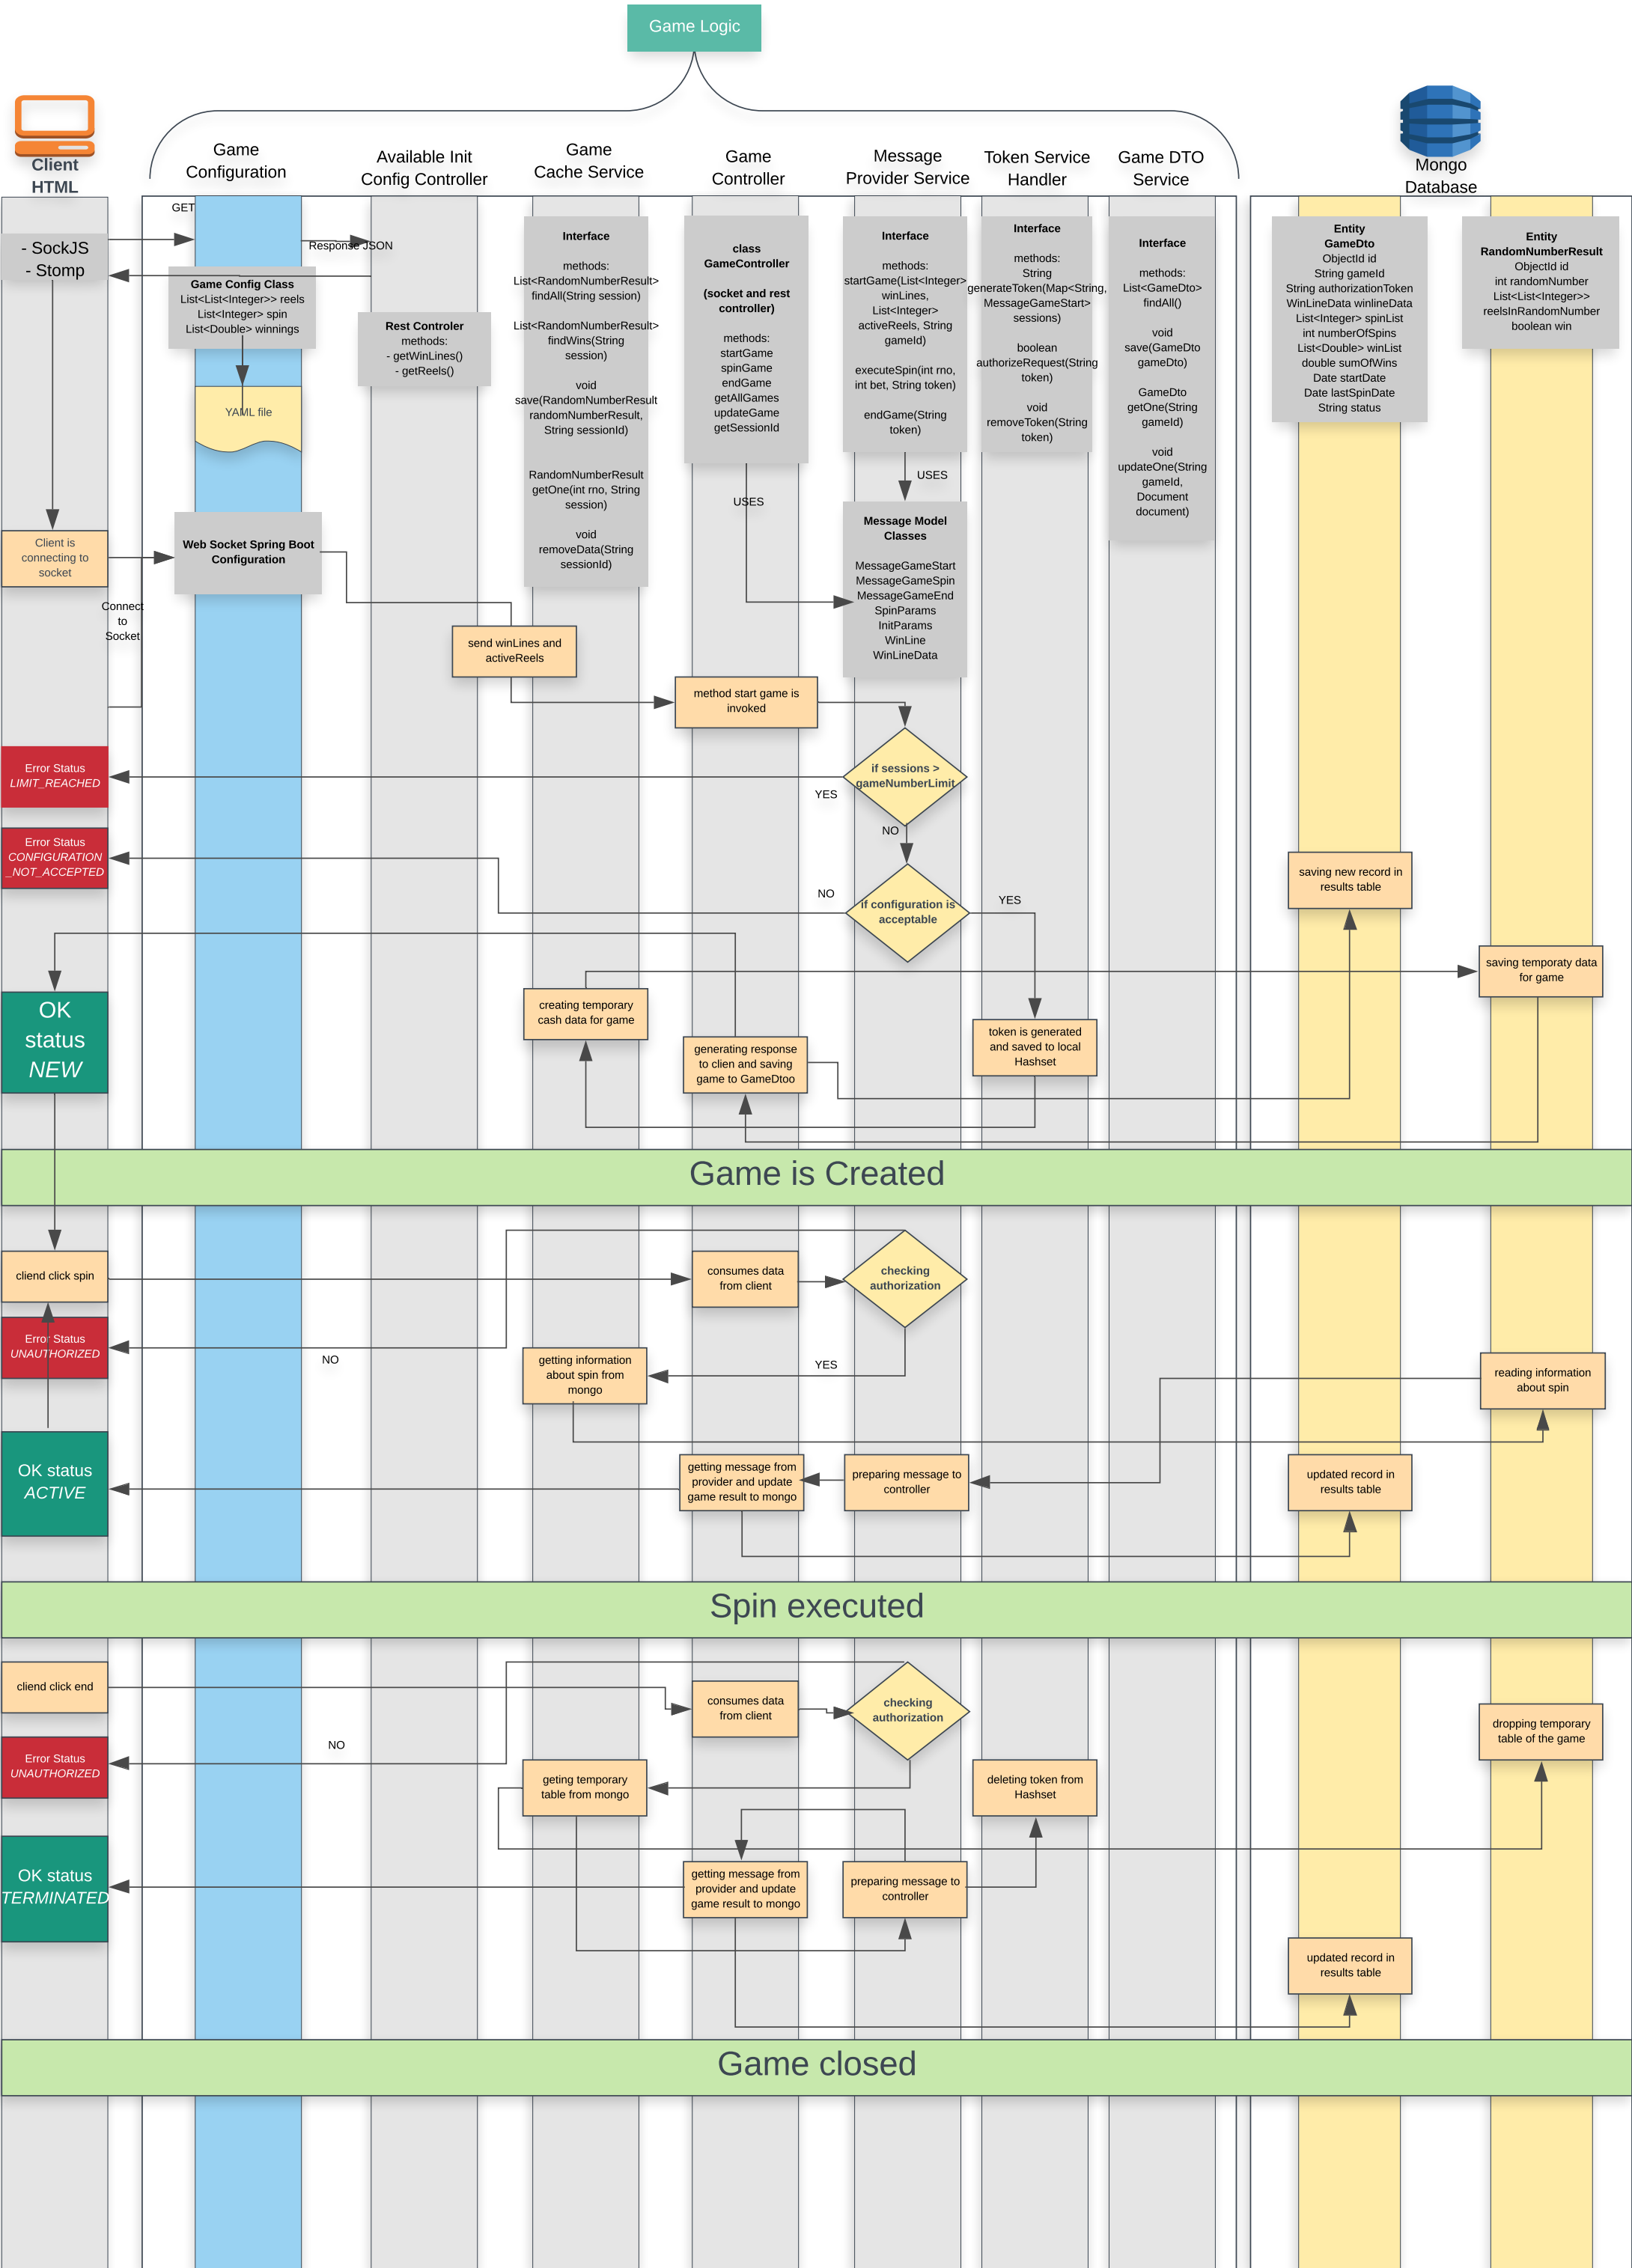 Game Logic
Client
HTML
Game
Configuration
Available Init
Config Controller
Game
Cache Service
Game
Controller
Message
Provider Service
Token Service
Handler
Game DTO
Service
Mongo
Database
GET
Response JSON
- SockJS
- Stomp
Game Config Class
List<List<Integer>> reels
List<Integer> spin
List<Double> winnings
YAML file
Rest Controler
methods:
- getWinLines()
- getReels()
Interface
methods:
List<RandomNumberResult>
findAll(String session)
List<RandomNumberResult>
findWins(String
session)
void
save(RandomNumberResult
randomNumberResult,
String sessionId)
RandomNumberResult
getOne(int rno, String
session)
void
removeData(String
sessionId)
class
GameController
(socket and rest
controller)
methods:
startGame
spinGame
endGame
getAllGames
updateGame
getSessionId
USES
Interface
methods:
startGame(List<Integer>
winLines,
List<Integer>
activeReels, String
gameId)
executeSpin(int rno,
int bet, String token)
endGame(String
token)
USES
Message Model
Classes
MessageGameStart
MessageGameSpin
MessageGameEnd
SpinParams
InitParams
WinLine
WinLineData
Interface
methods:
String
generateToken(Map<String,
MessageGameStart>
sessions)
boolean
authorizeRequest(String
token)
void
removeToken(String
token)
Interface
methods:
List<GameDto>
findAll()
void
save(GameDto
gameDto)
GameDto
getOne(String
gameId)
void
updateOne(String
gameId,
Document
document)
Entity
GameDto
ObjectId id
String gameId
String authorizationToken
WinLineData winlineData
List<Integer> spinList
int numberOfSpins
List<Double> winList
double sumOfWins
Date startDate
Date lastSpinDate
String status
Entity
RandomNumberResult
ObjectId id
int randomNumber
List<List<Integer>>
reelsInRandomNumber
boolean win
Client is
connecting to
socket
Web Socket Spring Boot
Configuration
Connect
to
Socket
send winLines and
activeReels
method start game is
invoked
if sessions >
gameNumberLimit
YES
NO
Error Status
LIMIT_REACHED
Error Status
CONFIGURATION
_NOT_ACCEPTED
NO
if configuration is
acceptable
YES
saving new record in
results table
saving temporaty data
for game
OK
status
NEW
creating temporary
cash data for game
generating response
to clien and saving
game to GameDtoo
token is generated
and saved to local
Hashset
Game is Created
cliend click spin
consumes data
from client
checking
authorization
Error Status
UNAUTHORIZED
NO
getting information
about spin from
mongo
YES
reading information
about spin
OK status
ACTIVE
getting message from
provider and update
game result to mongo
preparing message to
controller
updated record in
results table
Spin executed
cliend click end
consumes data
from client
checking
authorization
dropping temporary
table of the game
Error Status
UNAUTHORIZED
NO
geting temporary
table from mongo
deleting token from
Hashset
OK status
TERMINATED
getting message from
provider and update
game result to mongo
preparing message to
controller
updated record in
results table
Game closed